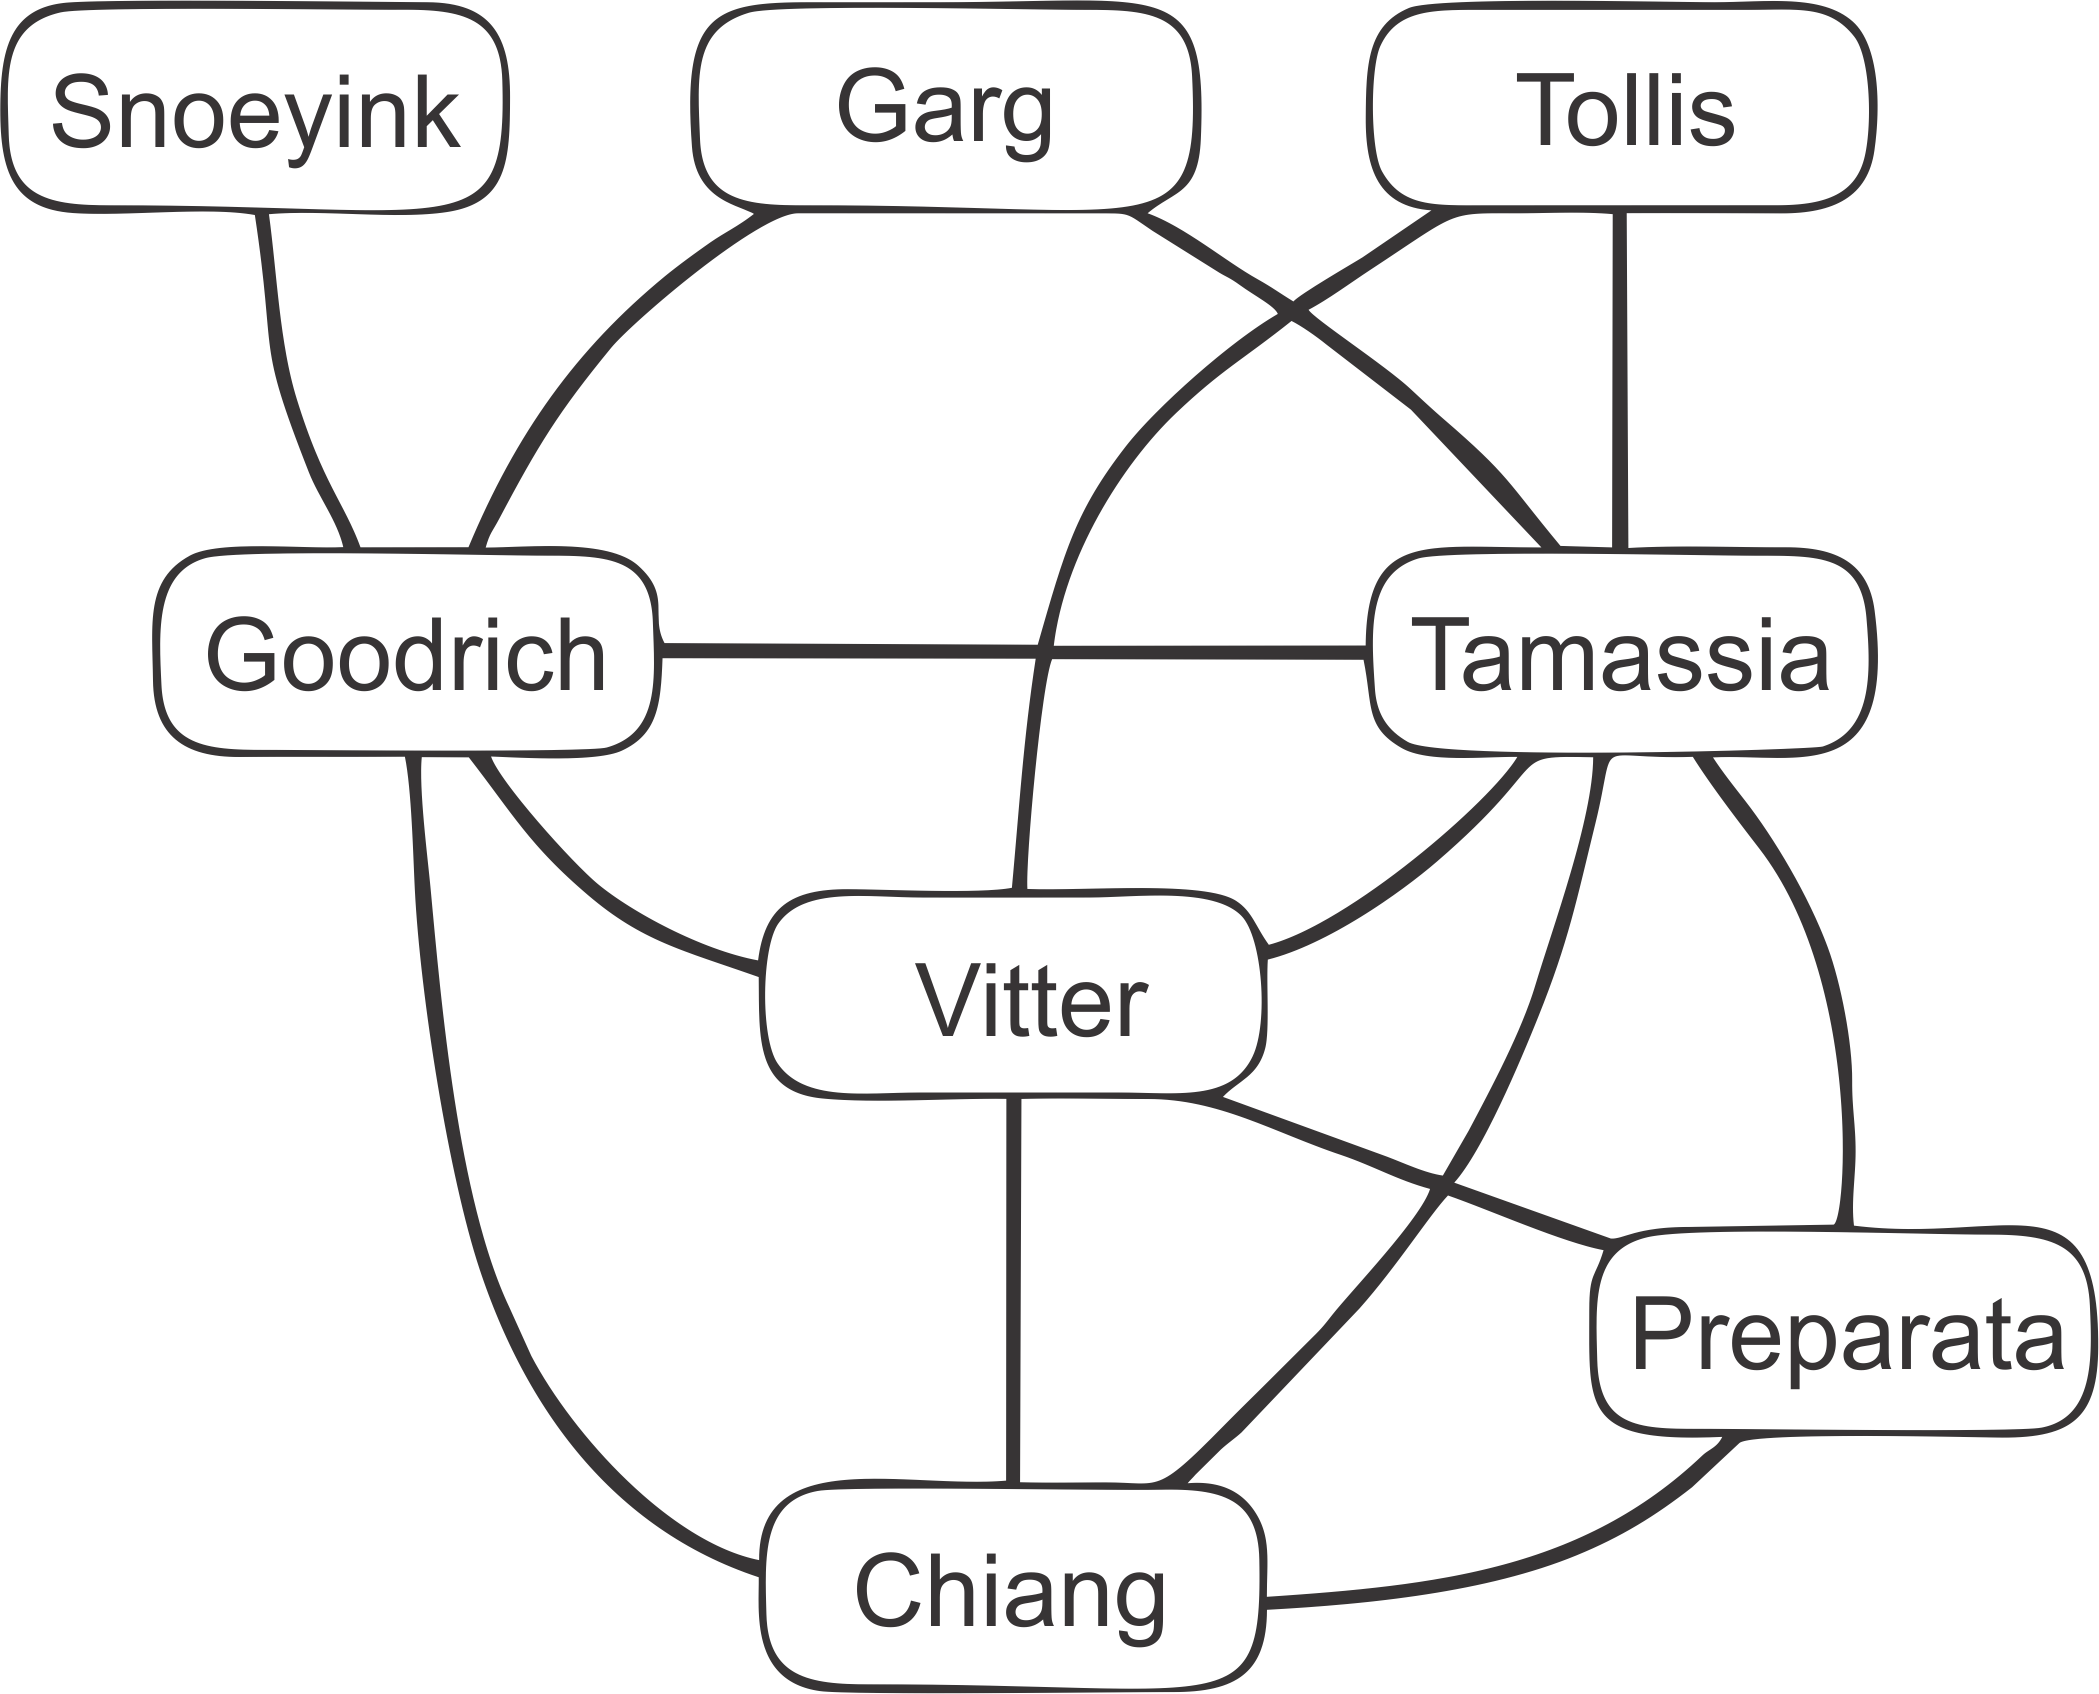 Snoeyink
Garg
Tollis
Goodrich
Tamassia
Vitter
Preparata
Chiang